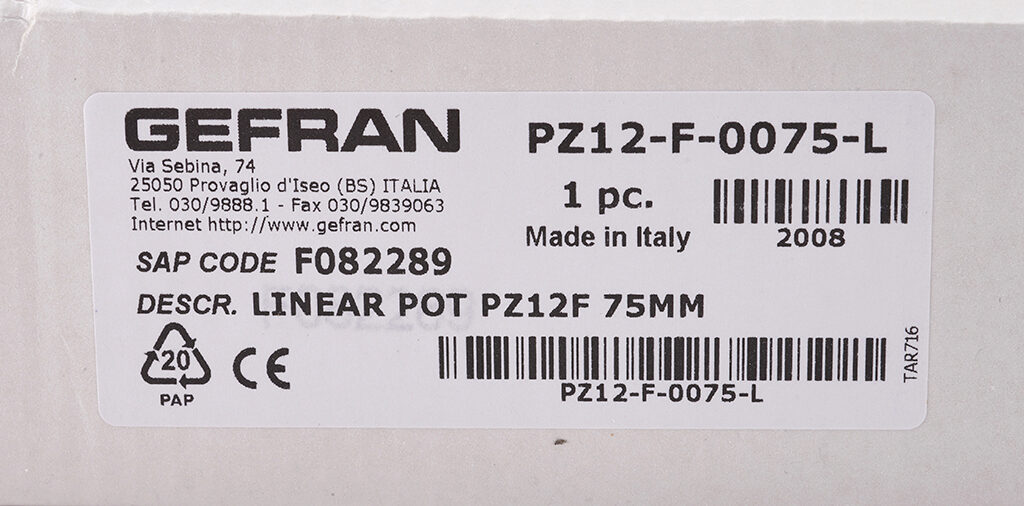 GEFRAN
Via Sebina, 74
25050 Provaglio d'Iseo (BS) ITALIA
Tel. 030/9888.1 - Fax 030/9839063
Internet http://www.gefran.com
PZ12-F-0075-L
1 pc.
Made in Italy
2008
SAP CODE F082289
DESCR. LINEAR POT PZ12F 75MM
20
PAP
CE
PZ12-F-0075-L
TAR716